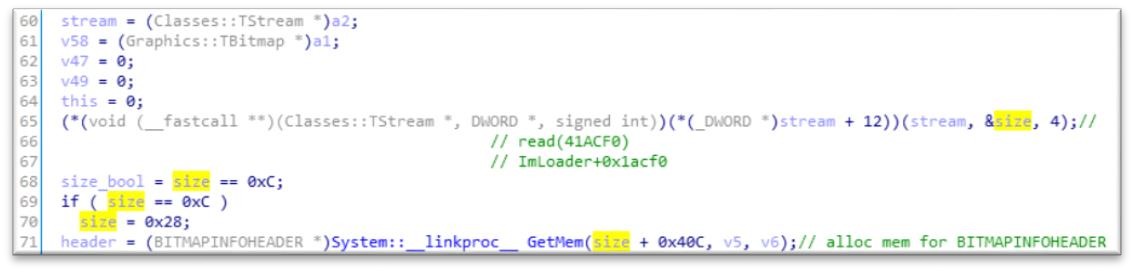 60 stream = (Classes::TStream *)a2;
61 v58 = (Graphics::TBitmap *)a1;
62 v47 = 0;
63 v49 = 0;
64 this = 0;
65 (*(void (__fastcall **)(Classes::TStream *, DWORD *, signed int))(*(_DWORD *)stream + 12))(stream, &size, 4);//
66 // read(41ACF0)
67 // ImLoader+0x1acf0
68 size_bool = size == 0xC;
69 if ( size == 0xC )
70 size = 0x28;
71 header = (BITMAPINFOHEADER *)System::__linkproc__ GetMem(size + 0x40C, v5, v6);// alloc mem for BITMAPINFOHEADER